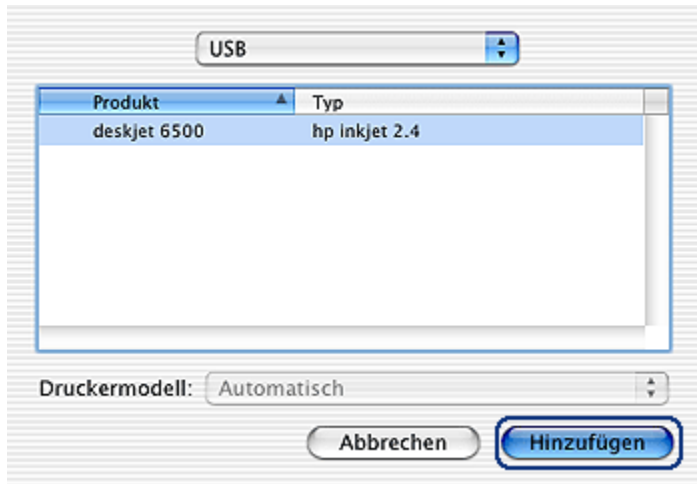 USB
Produkt Typ
deskjet 6500 hp inkjet 2.4
Druckermodell: Automatisch
Abbrechen Hinzufügen